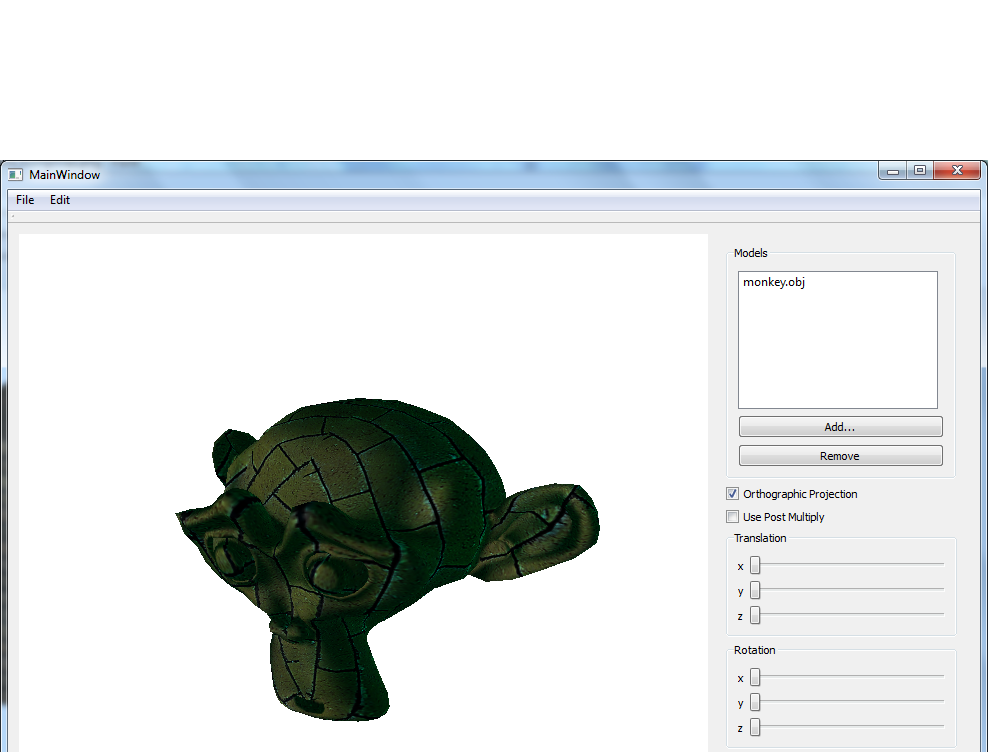 MainWindow
File Edit
Models
monkey.obj
Add...
Remove
Orthographic Projection
Use Post Multiply
Translation
x
y
z
Rotation
x
y
z